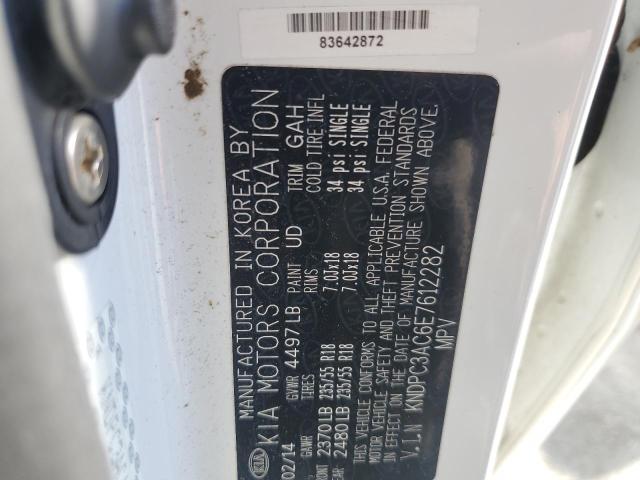 83642872
MANUFACTURED IN KOREA BY
KIA MOTORS CORPORATION
KIA
02/14 GVWR 4497 LB PAINT UD TRIM GAH
GAWR TIRES RIMS COLD TIRE INFL
FRONT 2370 LB 235/55 R18 7.0Jx18 34 psi SINGLE
REAR 2480 LB 235/55 R18 7.0Jx18 34 psi SINGLE
THIS VEHICLE CONFORMS TO ALL APPLICABLE U.S.A. FEDERAL
MOTOR VEHICLE SAFETY AND THEFT PREVENTION STANDARDS
IN EFFECT ON THE DATE OF MANUFACTURE SHOWN ABOVE.
V.I.N KNDPC3AC6E7612282
MPV